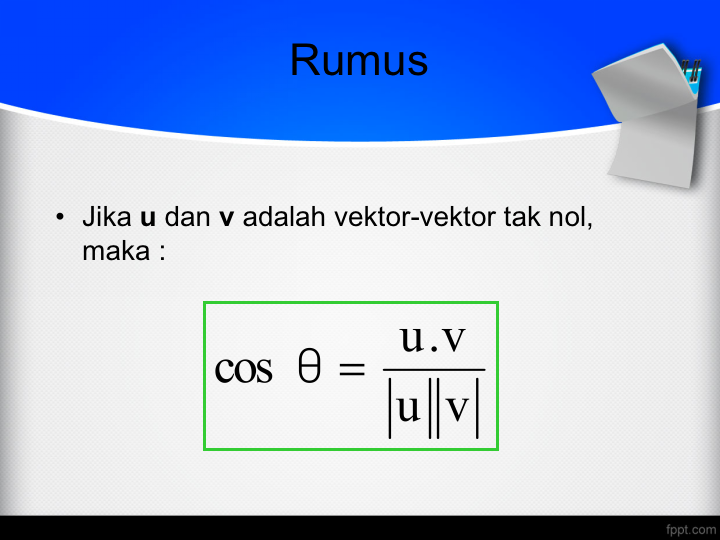 Rumus
• Jika u dan v adalah vektor-vektor tak nol,
maka :
cos θ = u.v / |u||v|
fppt.com